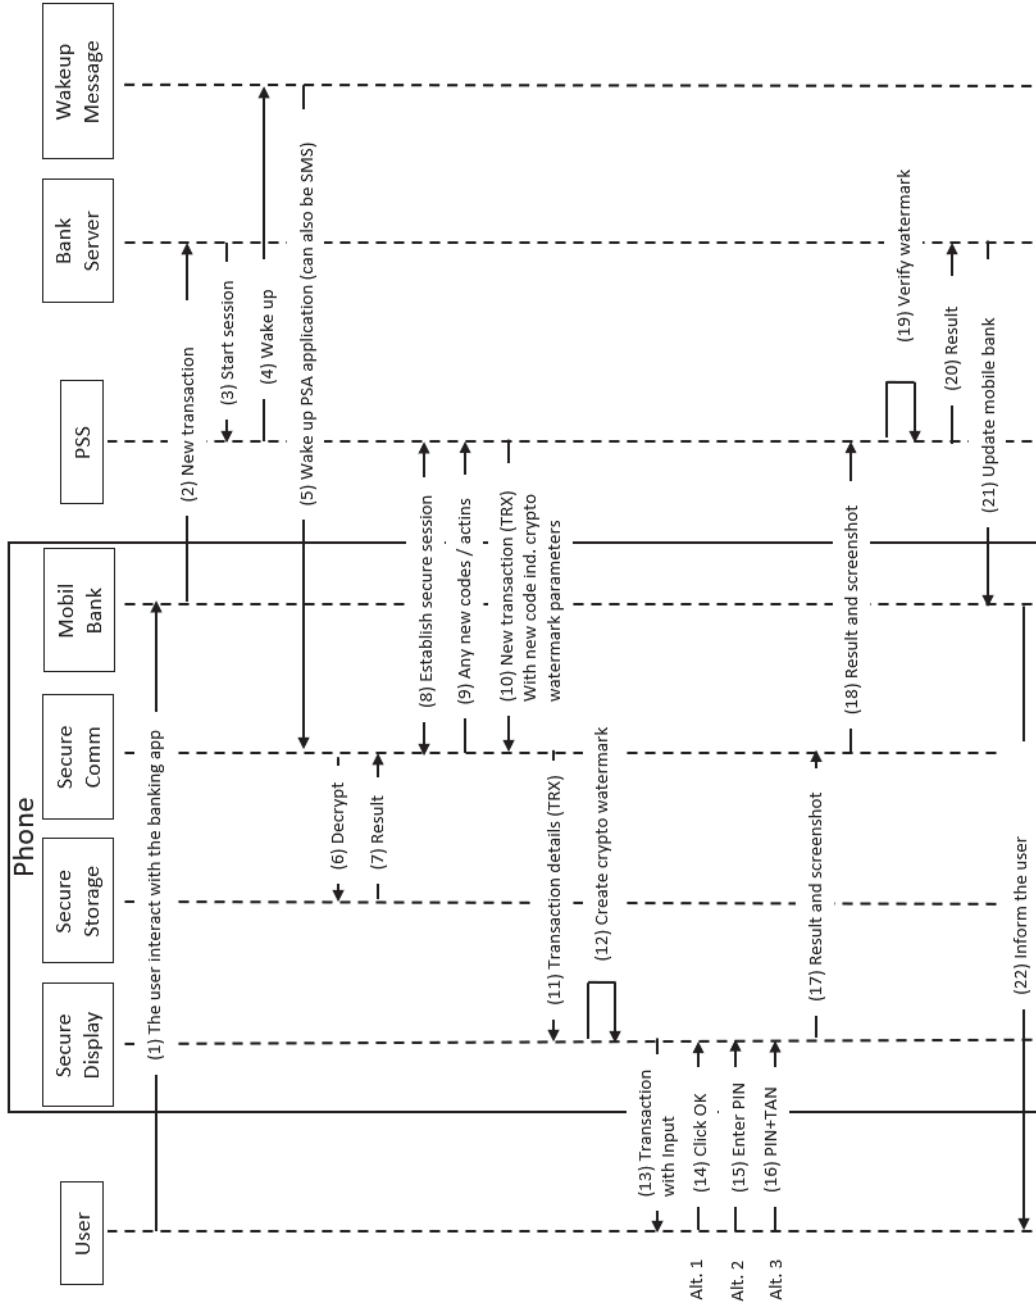 Phone
User
Secure
Display
Secure
Storage
Secure
Comm
Mobil
Bank
PSS
Bank
Server
Wakeup
Message
(1) The user interact with the banking app
(2) New transaction
(3) Start session
(4) Wake up
(5) Wake up PSA application (can also be SMS)
(6) Decrypt
(7) Result
(8) Establish secure session
(9) Any new codes / actins
(10) New transaction (TRX)
With new code ind. crypto
watermark parameters
(11) Transaction details (TRX)
(12) Create crypto watermark
(13) Transaction
with Input
Alt. 1
(14) Click OK
Alt. 2
(15) Enter PIN
Alt. 3
(16) PIN+TAN
(17) Result and screenshot
(18) Result and screenshot
(19) Verify watermark
(20) Result
(21) Update mobile bank
(22) Inform the user